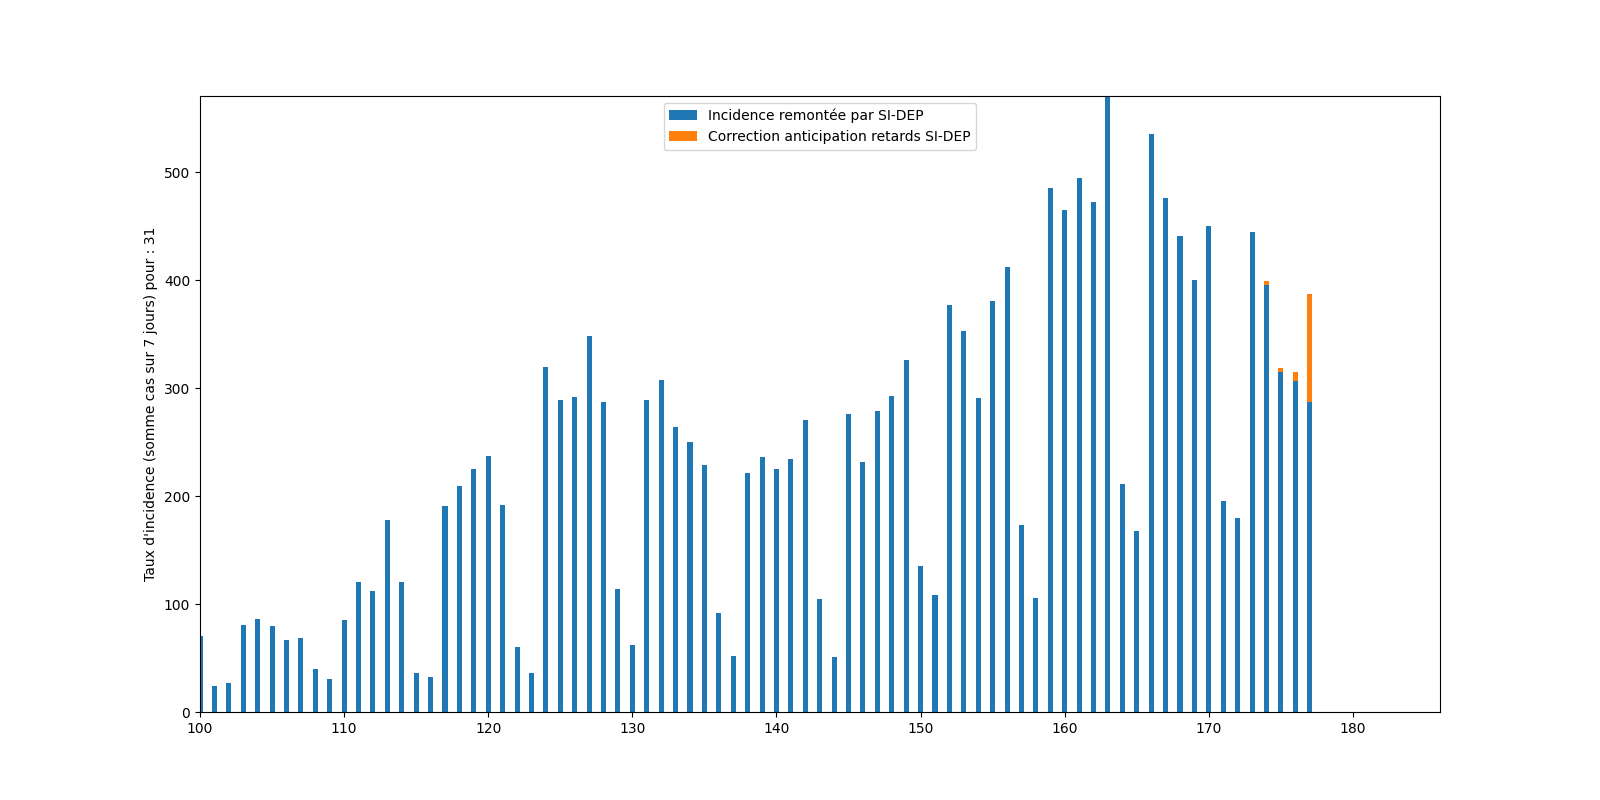 Incidence remontée par SI-DEP
Correction anticipation retards SI-DEP
Taux d'incidence (somme cas sur 7 jours) pour : 31
500
400
300
200
100
0
100 110 120 130 140 150 160 170 180